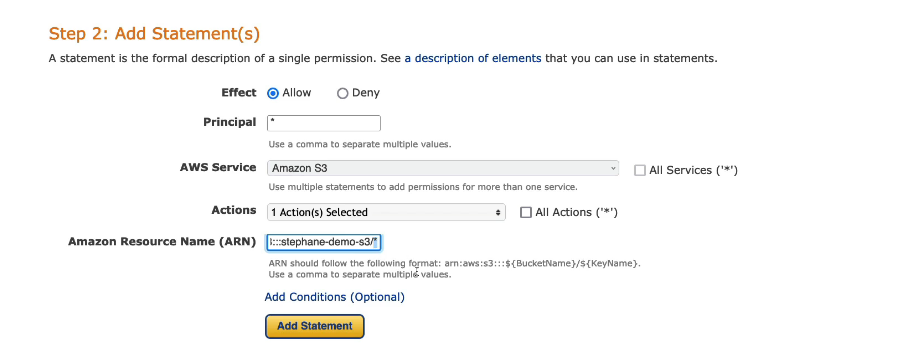 Step 2: Add Statement(s)
A statement is the formal description of a single permission. See a description of elements that you can use in statements.
Effect Allow Deny
Principal *
Use a comma to separate multiple values.
AWS Service Amazon S3 All Services ('*')
Use multiple statements to add permissions for more than one service.
Actions 1 Action(s) Selected All Actions ('*')
Amazon Resource Name (ARN) :::stephane-demo-s3/*
ARN should follow the following format: arn:aws:s3:::${BucketName}/${KeyName}.
Use a comma to separate multiple values.
Add Conditions (Optional)
Add Statement